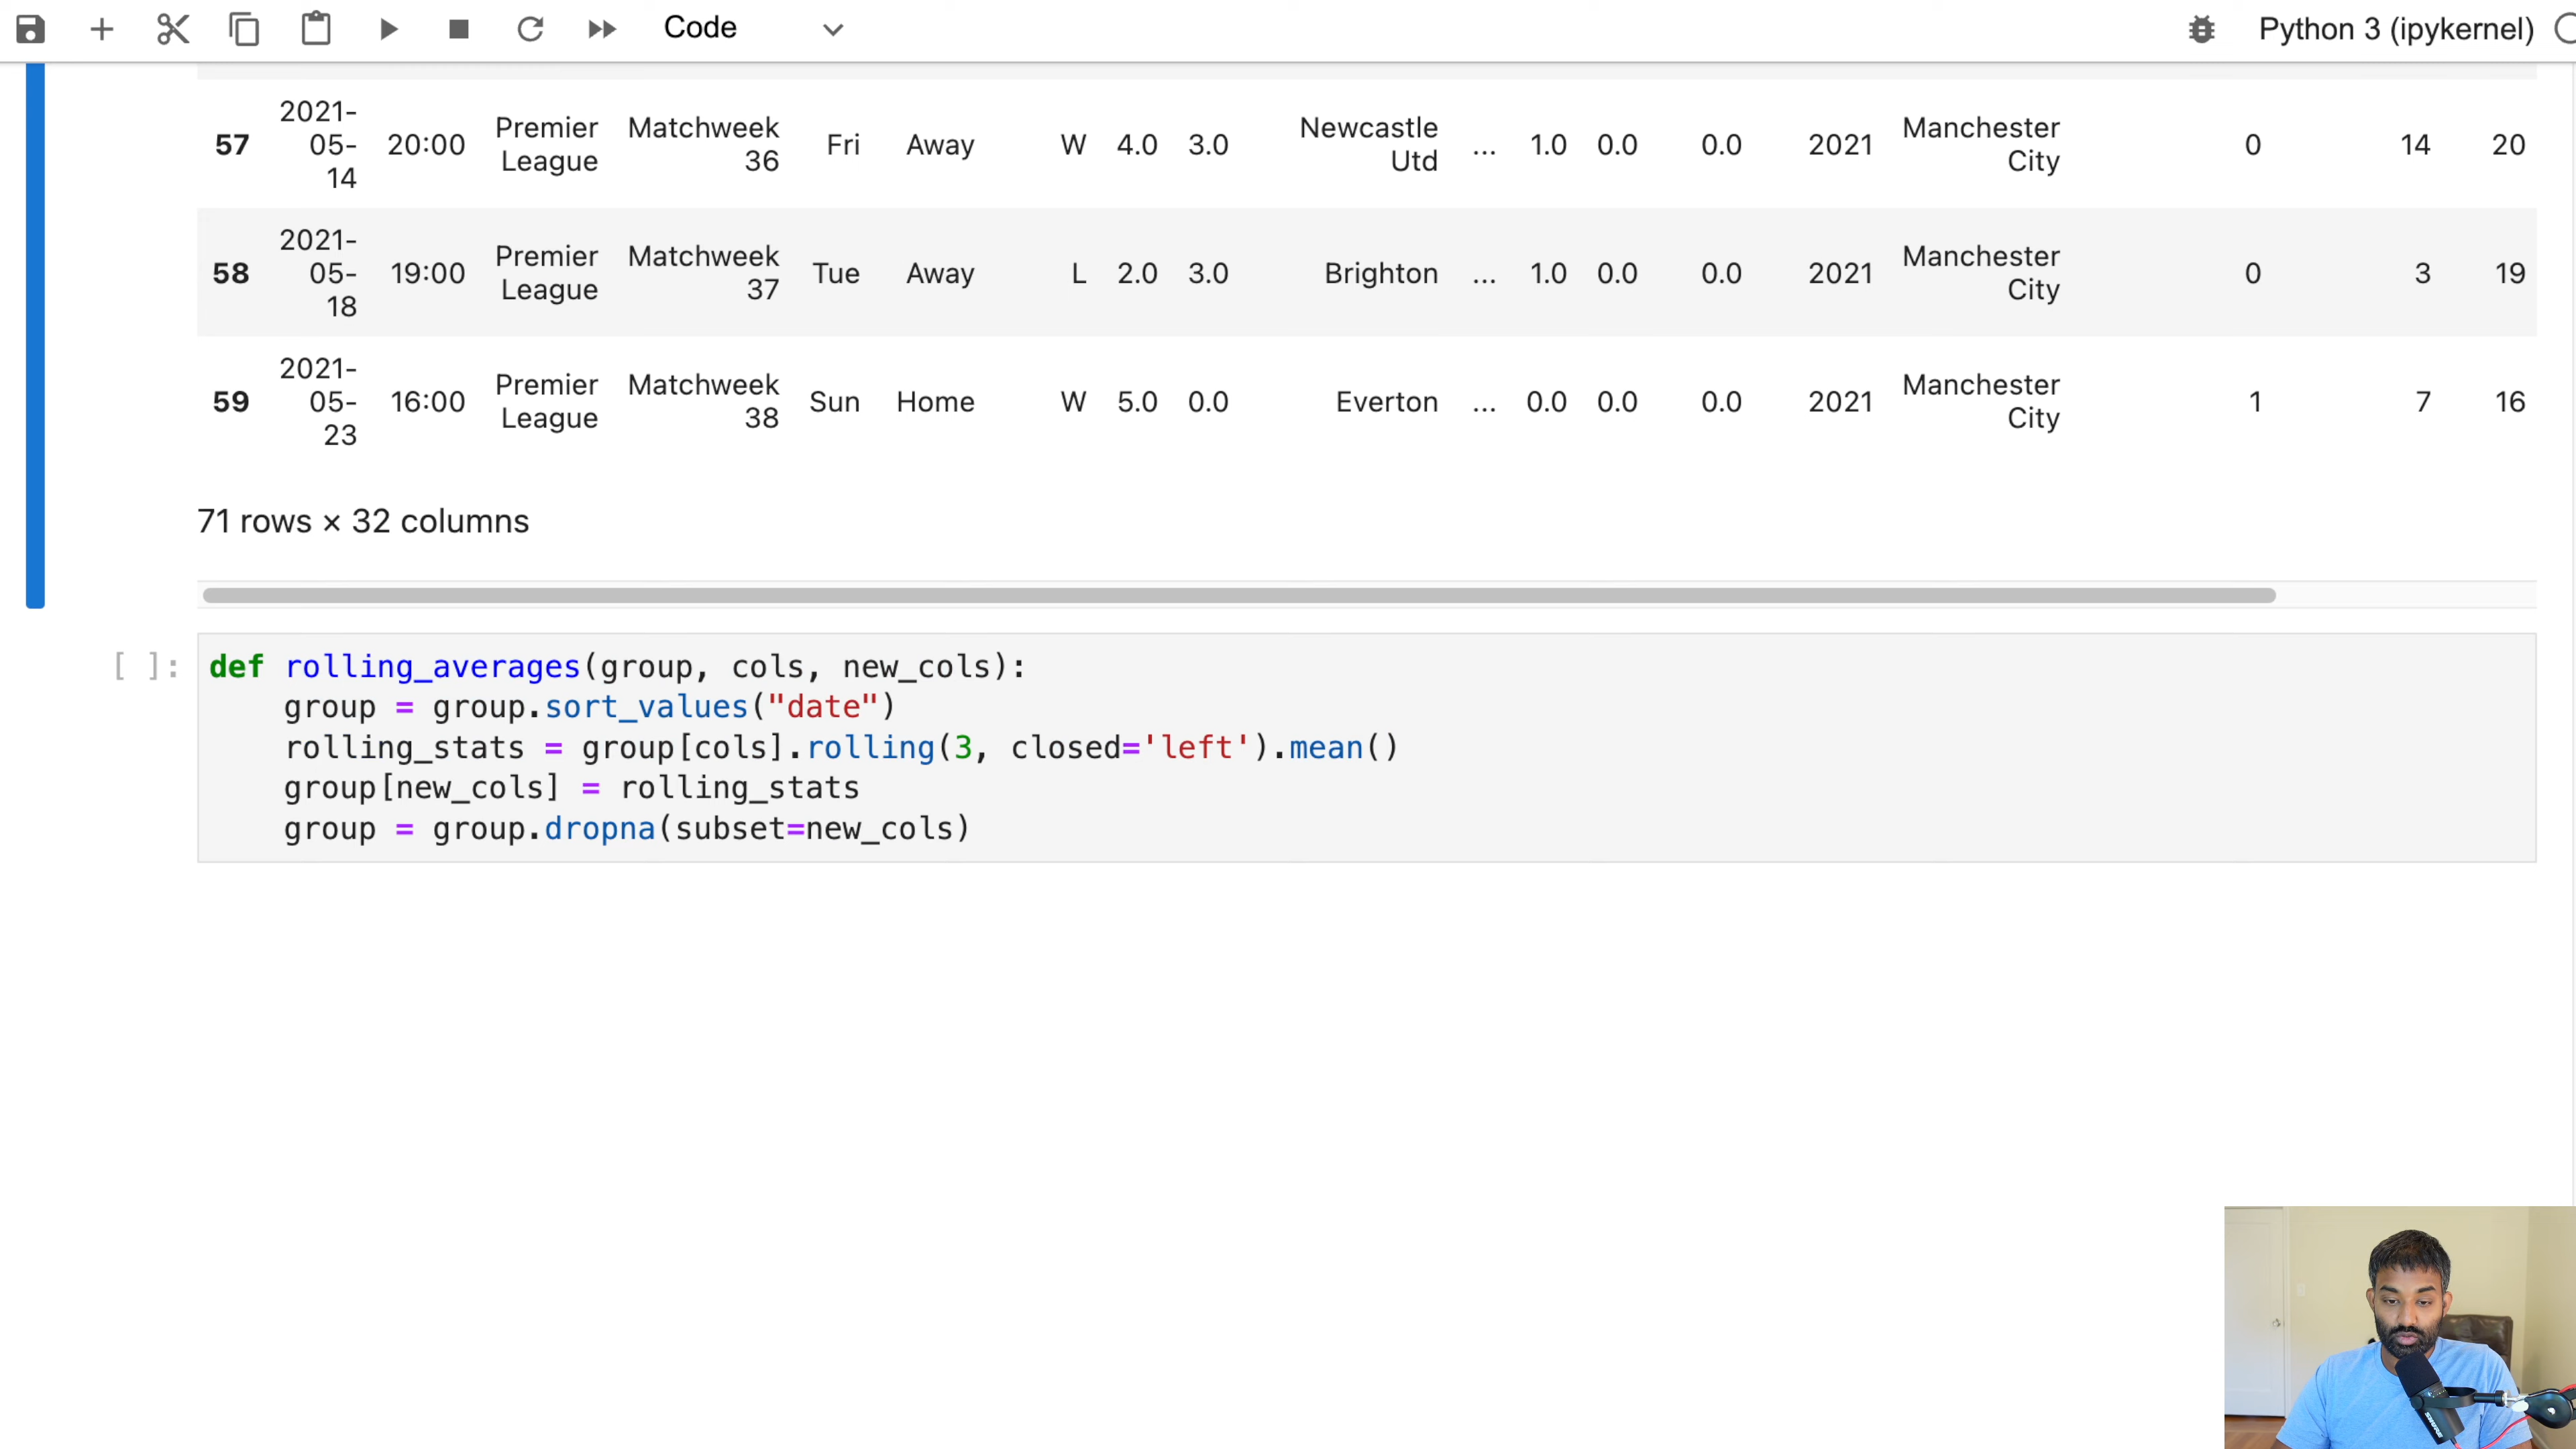 Code
Python 3 (ipykernel)
57 2021-05-14 20:00 Premier League Matchweek 36 Fri Away W 4.0 3.0 Newcastle Utd ... 1.0 0.0 0.0 2021 Manchester City 0 14 20
58 2021-05-18 19:00 Premier League Matchweek 37 Tue Away L 2.0 3.0 Brighton ... 1.0 0.0 0.0 2021 Manchester City 0 3 19
59 2021-05-23 16:00 Premier League Matchweek 38 Sun Home W 5.0 0.0 Everton ... 0.0 0.0 0.0 2021 Manchester City 1 7 16
71 rows × 32 columns
[ ]: def rolling_averages(group, cols, new_cols):
    group = group.sort_values("date")
    rolling_stats = group[cols].rolling(3, closed='left').mean()
    group[new_cols] = rolling_stats
    group = group.dropna(subset=new_cols)